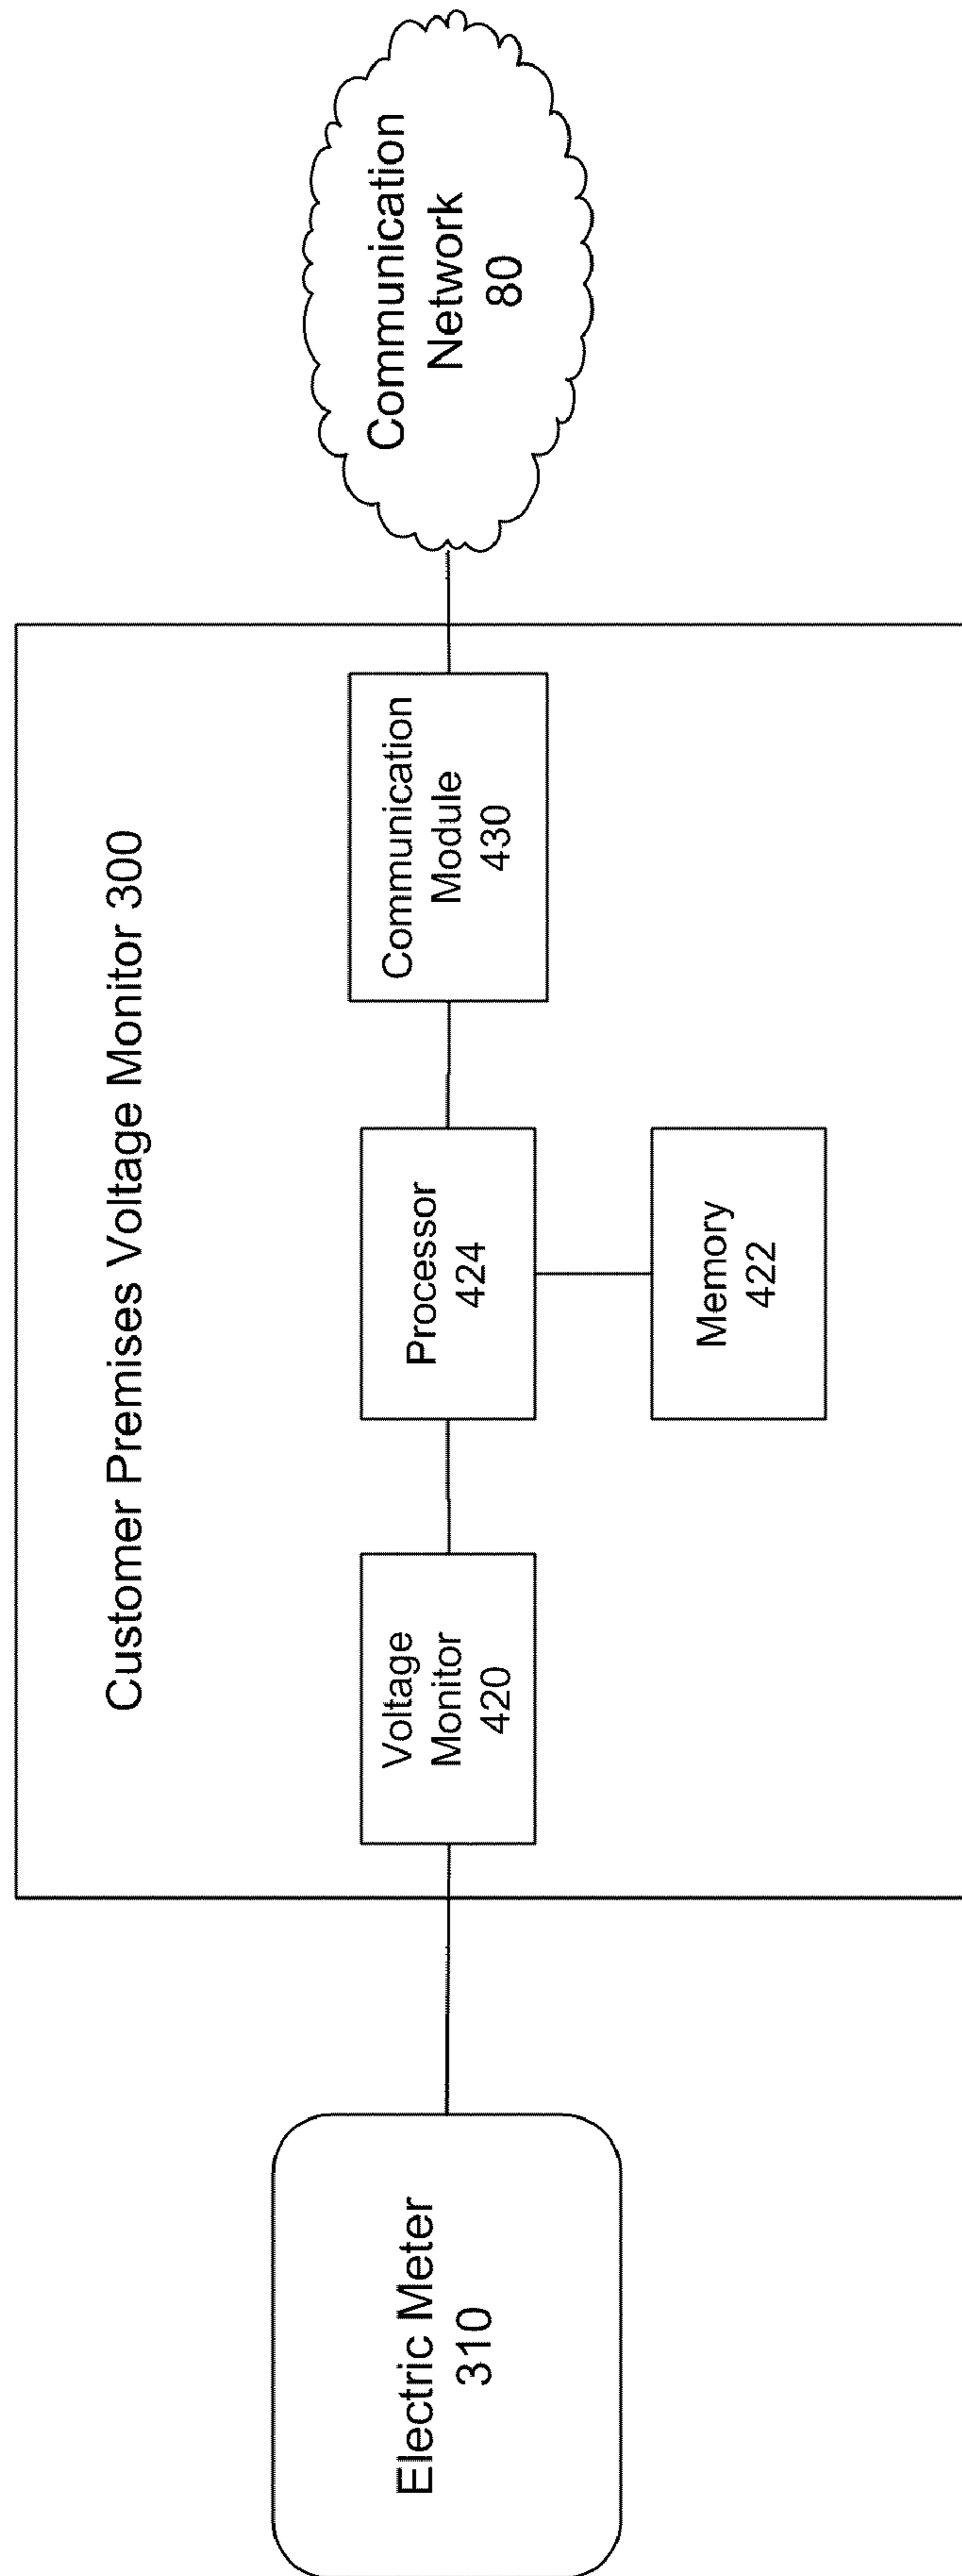 Customer Premises Voltage Monitor 300
Electric Meter
310
Voltage
Monitor
420
Processor
424
Memory
422
Communication
Module
430
Communication
Network
80